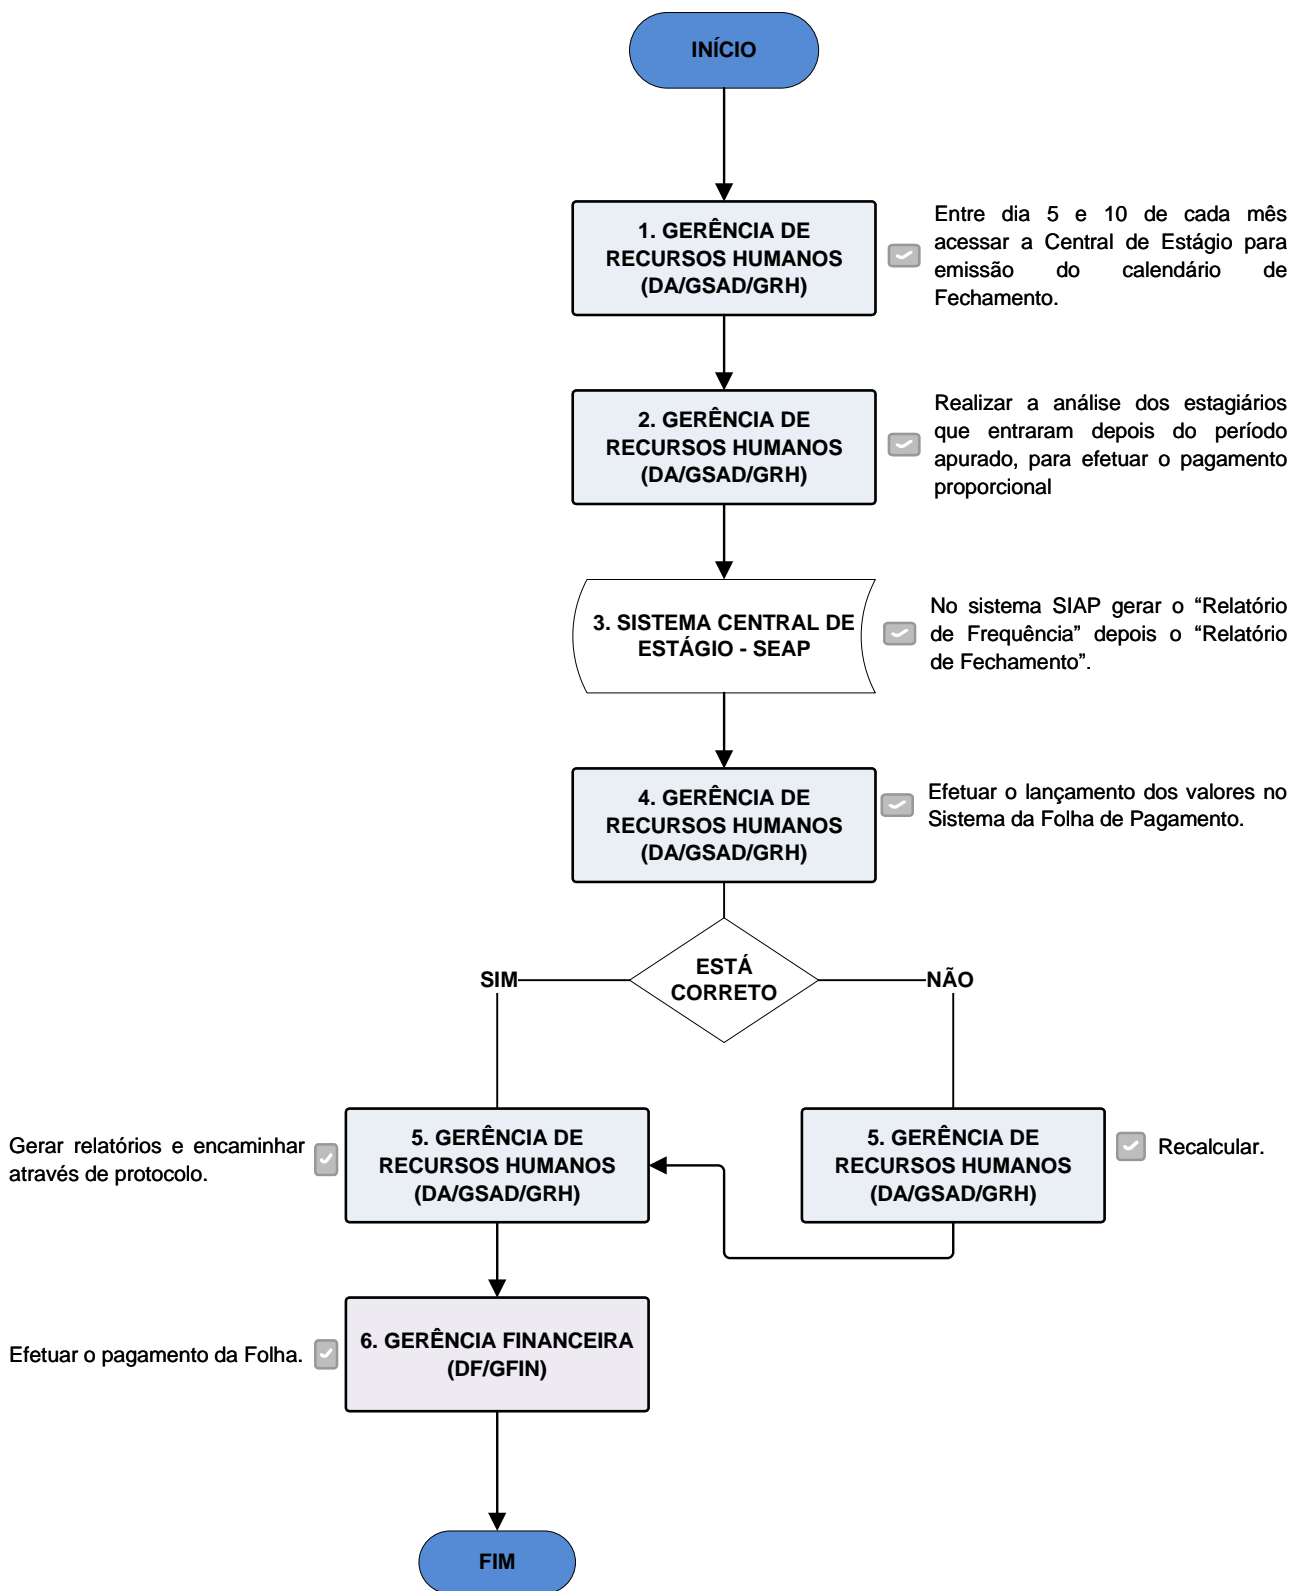 INÍCIO
1. GERÊNCIA DE
RECURSOS HUMANOS
(DA/GSAD/GRH)
Entre dia 5 e 10 de cada mês
acessar a Central de Estágio para
emissão do calendário de
Fechamento.
2. GERÊNCIA DE
RECURSOS HUMANOS
(DA/GSAD/GRH)
Realizar a análise dos estagiários
que entraram depois do período
apurado, para efetuar o pagamento
proporcional
3. SISTEMA CENTRAL DE
ESTÁGIO - SEAP
No sistema SIAP gerar o “Relatório
de Frequência” depois o “Relatório
de Fechamento”.
4. GERÊNCIA DE
RECURSOS HUMANOS
(DA/GSAD/GRH)
Efetuar o lançamento dos valores no
Sistema da Folha de Pagamento.
ESTÁ
CORRETO
SIM
NÃO
Gerar relatórios e encaminhar
através de protocolo.
5. GERÊNCIA DE
RECURSOS HUMANOS
(DA/GSAD/GRH)
5. GERÊNCIA DE
RECURSOS HUMANOS
(DA/GSAD/GRH)
Recalcular.
Efetuar o pagamento da Folha.
6. GERÊNCIA FINANCEIRA
(DF/GFIN)
FIM